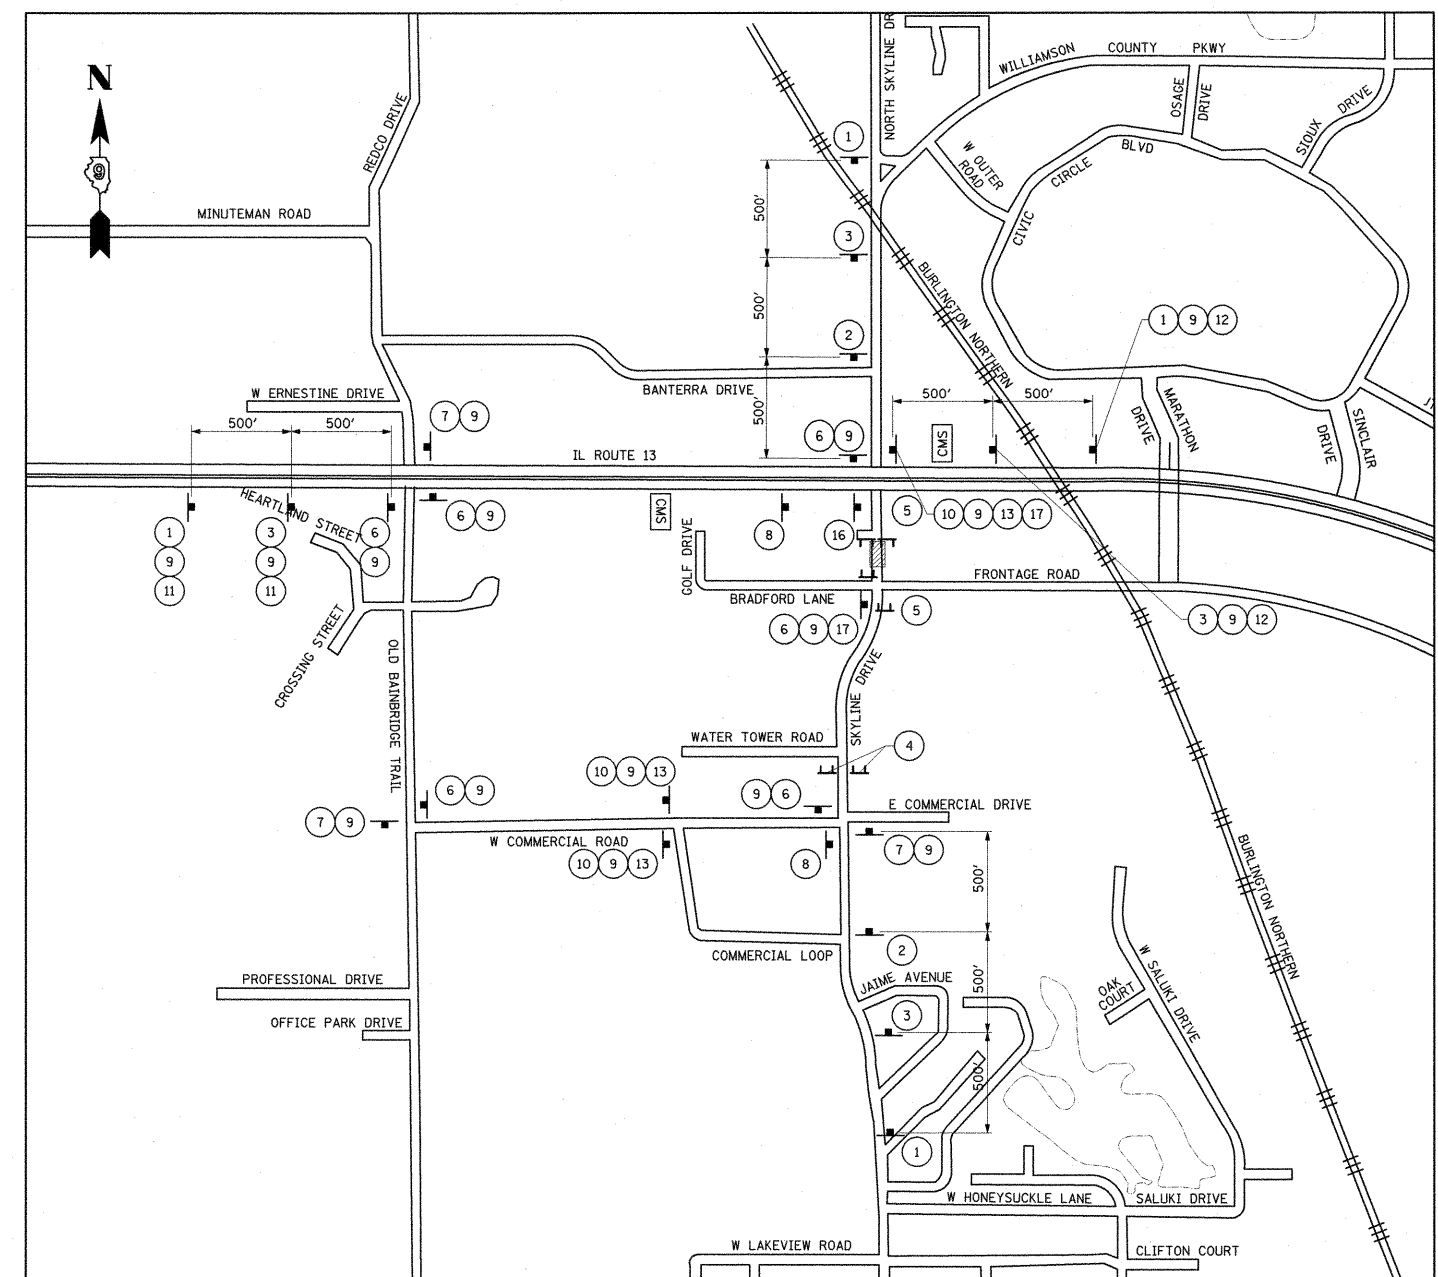 N
9
REDCO DRIVE
MINUTEMAN ROAD
NORTH SKYLINE DR
WILLIAMSON COUNTY PKWY
OSAGE DRIVE
SIOUX DRIVE
W OUTER ROAD
CIVIC CIRCLE BLVD
1
500'
3
500'
2
500'
BURLINGTON NORTHERN
1 9 12
W ERNESTINE DRIVE
BANTERRA DRIVE
500' 500'
7 9
6 9
500' 500'
CMS
MARATHON DRIVE
SINCLAIR DRIVE
IL ROUTE 13
HEARTLAND STREET
1
9
11
3
9
11
6
9
6 9
CMS
8
16
5
10 9 13 17
GOLF DRIVE
BRADFORD LANE
FRONTAGE ROAD
6 9 17
5
3 9 12
CROSSING STREET
OLD BAINBRIDGE TRAIL
SKYLINE DRIVE
WATER TOWER ROAD
4
10 9 13
6 9
9 6
E COMMERCIAL DRIVE
7 9
W COMMERCIAL ROAD
10 9 13
8
7 9
500'
BURLINGTON NORTHERN
2
COMMERCIAL LOOP
PROFESSIONAL DRIVE
JAIME AVENUE
500'
OAK COURT
W SALUKI DRIVE
OFFICE PARK DRIVE
3
500'
1
W HONEYSUCKLE LANE
SALUKI DRIVE
W LAKEVIEW ROAD
CLIFTON COURT